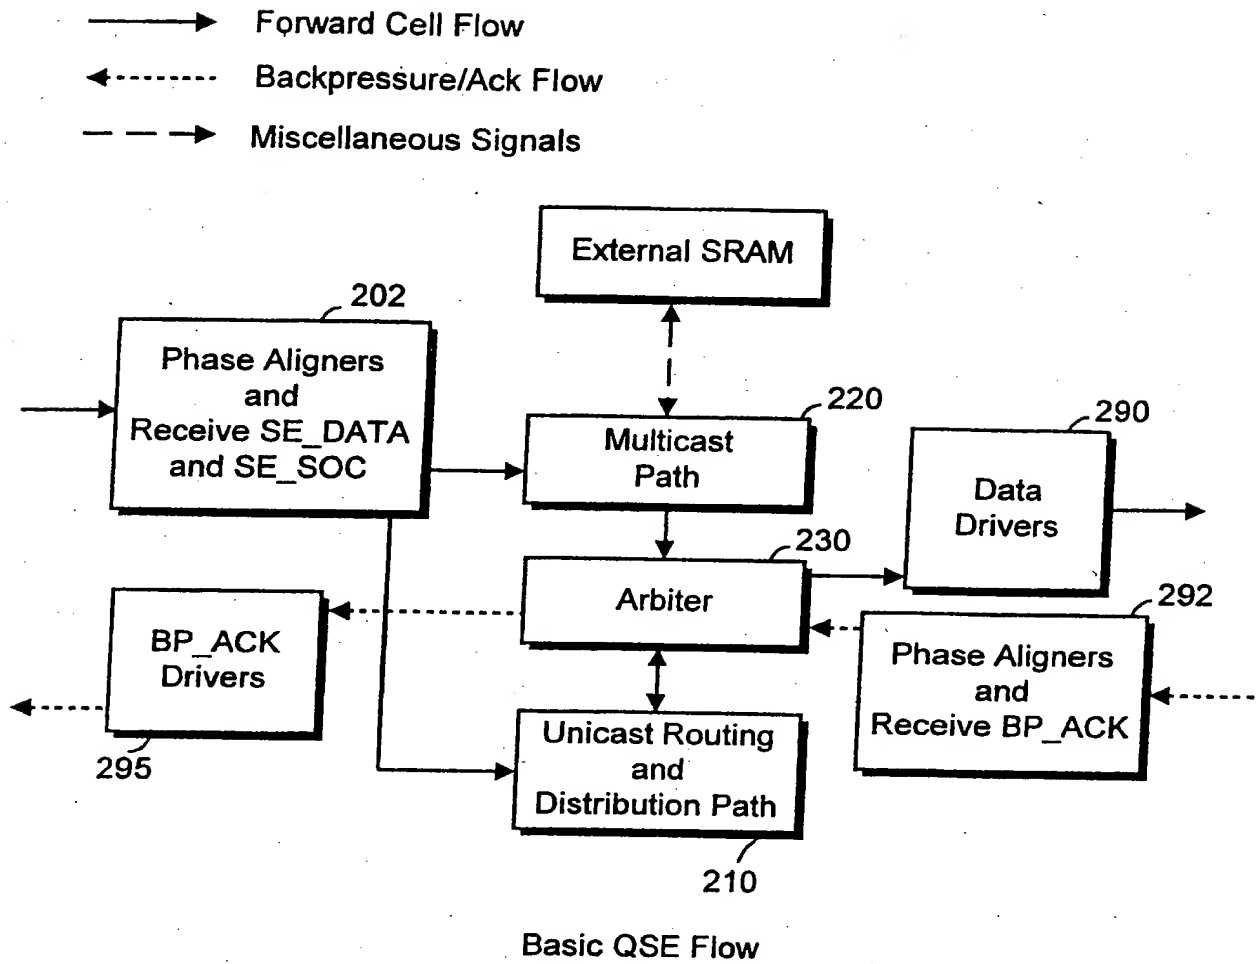 Forward Cell Flow
Backpressure/Ack Flow
Miscellaneous Signals
External SRAM
202
Phase Aligners
and
Receive SE_DATA
and SE_SOC
220
Multicast
Path
290
Data
Drivers
230
Arbiter
292
Phase Aligners
and
Receive BP_ACK
BP_ACK
Drivers
295
Unicast Routing
and
Distribution Path
210
Basic QSE Flow